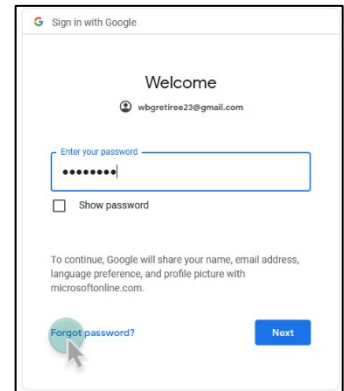 Sign in with Google
Welcome
wbgretiree23@gmail.com
Enter your password
••••••••
Show password
To continue, Google will share your name, email address,
language preference, and profile picture with
microsoftonline.com.
Forgot password?
Next